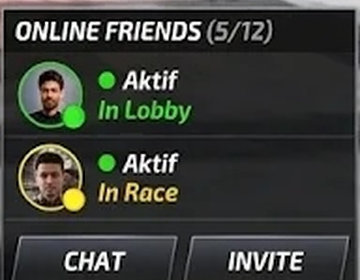 ONLINE FRIENDS (5/12)
Aktif
In Lobby
Aktif
In Race
CHAT
INVITE